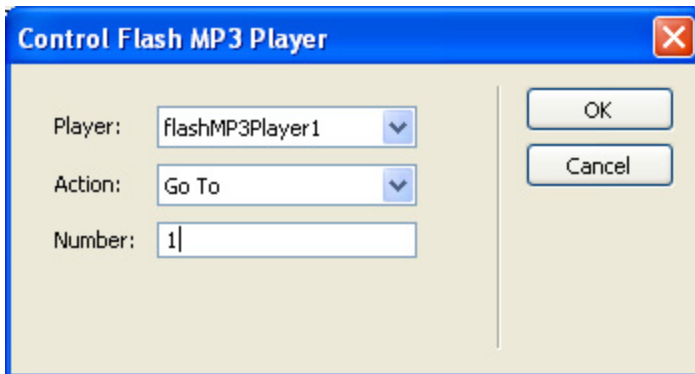 Control Flash MP3 Player
Player: flashMP3Player1
OK
Action: Go To
Cancel
Number: 1